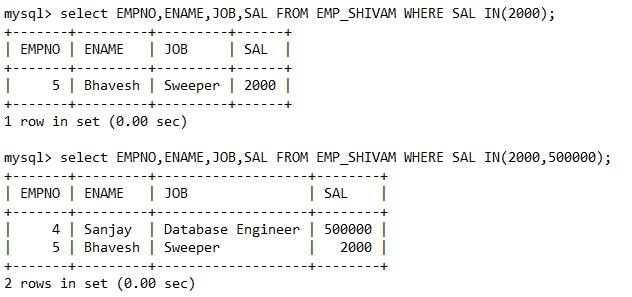 mysql> select EMPNO,ENAME,JOB,SAL FROM EMP_SHIVAM WHERE SAL IN(2000);
+-------+---------+---------+------+
| EMPNO | ENAME   | JOB     | SAL  |
+-------+---------+---------+------+
|     5 | Bhavesh | Sweeper | 2000 |
+-------+---------+---------+------+
1 row in set (0.00 sec)

mysql> select EMPNO,ENAME,JOB,SAL FROM EMP_SHIVAM WHERE SAL IN(2000,500000);
+-------+---------+-------------------+--------+
| EMPNO | ENAME   | JOB               | SAL    |
+-------+---------+-------------------+--------+
|     4 | Sanjay  | Database Engineer | 500000 |
|     5 | Bhavesh | Sweeper           |   2000 |
+-------+---------+-------------------+--------+
2 rows in set (0.00 sec)